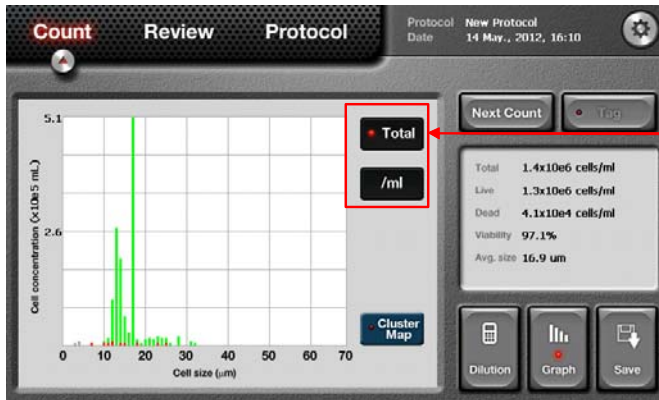 Count Review Protocol
Protocol New Protocol
Date 14 May., 2012, 16:10
Next Count
Tag
5.1
2.6
Cell concentration (x10e5 mL)
0 10 20 30 40 50 60 70
Cell size (μm)
Total
/ml
Cluster
Map
Total 1.4x10e6 cells/ml
Live 1.3x10e6 cells/ml
Dead 4.1x10e4 cells/ml
Viability 97.1%
Avg. size 16.9 um
Dilution
Graph
Save